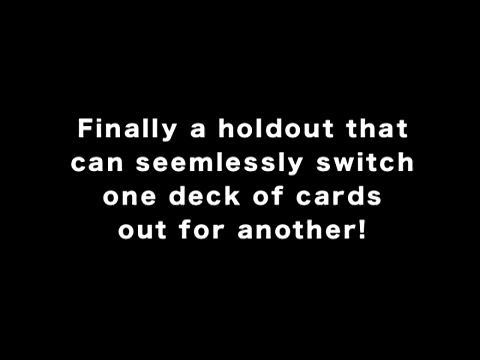 Finally a holdout that
can seemlessly switch
one deck of cards
out for another!